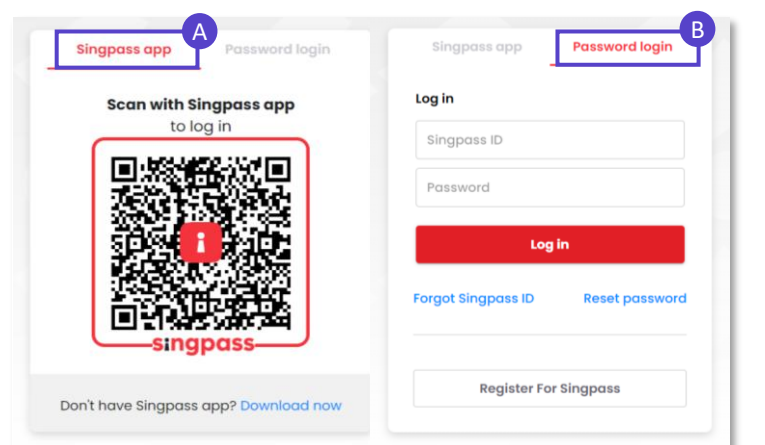 A
Singpass app
Password login
Scan with Singpass app
to log in
singpass
Don't have Singpass app? Download now
B
Singpass app
Password login
Log in
Singpass ID
Password
Log in
Forgot Singpass ID
Reset password
Register For Singpass